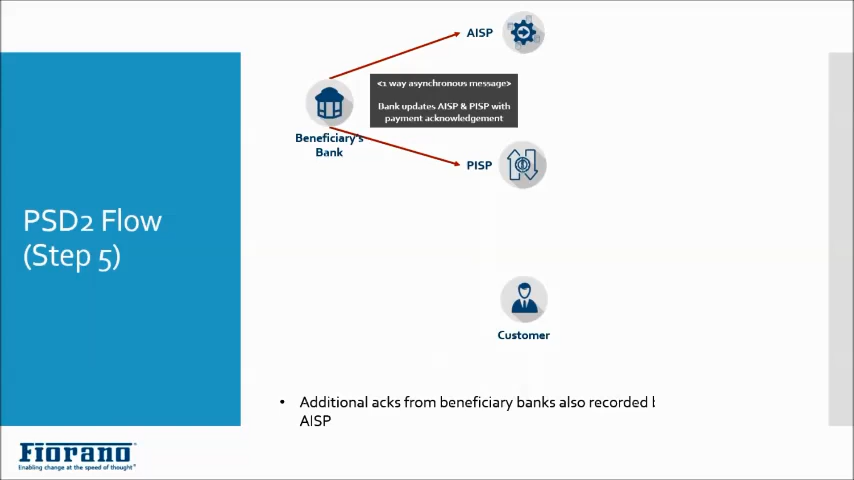 AISP
<1 way asynchronous message>
Bank updates AISP & PISP with
payment acknowledgement
Beneficiary's
Bank
PISP
PSD2 Flow
(Step 5)
Customer
• Additional acks from beneficiary banks also recorded
AISP
Fiorano
Enabling change at the speed of thought